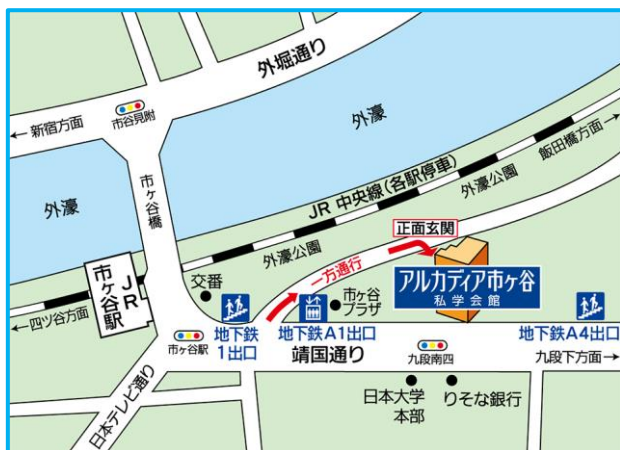 外堀通り
←新宿方面
市谷見附
外濠
飯田橋方面→
市ヶ谷橋
JR 中央線(各駅停車)
外濠公園
外濠
正面玄関
外濠公園
一方通行
アルカディア市ヶ谷
私学会館
JR
市ヶ谷駅
交番
市ヶ谷
プラザ
←四ツ谷方面
地下鉄
1出口
地下鉄A1出口
地下鉄A4出口
市ヶ谷駅
靖国通り
九段南四
九段下方面→
日本テレビ通り
日本大学
本部
りそな銀行